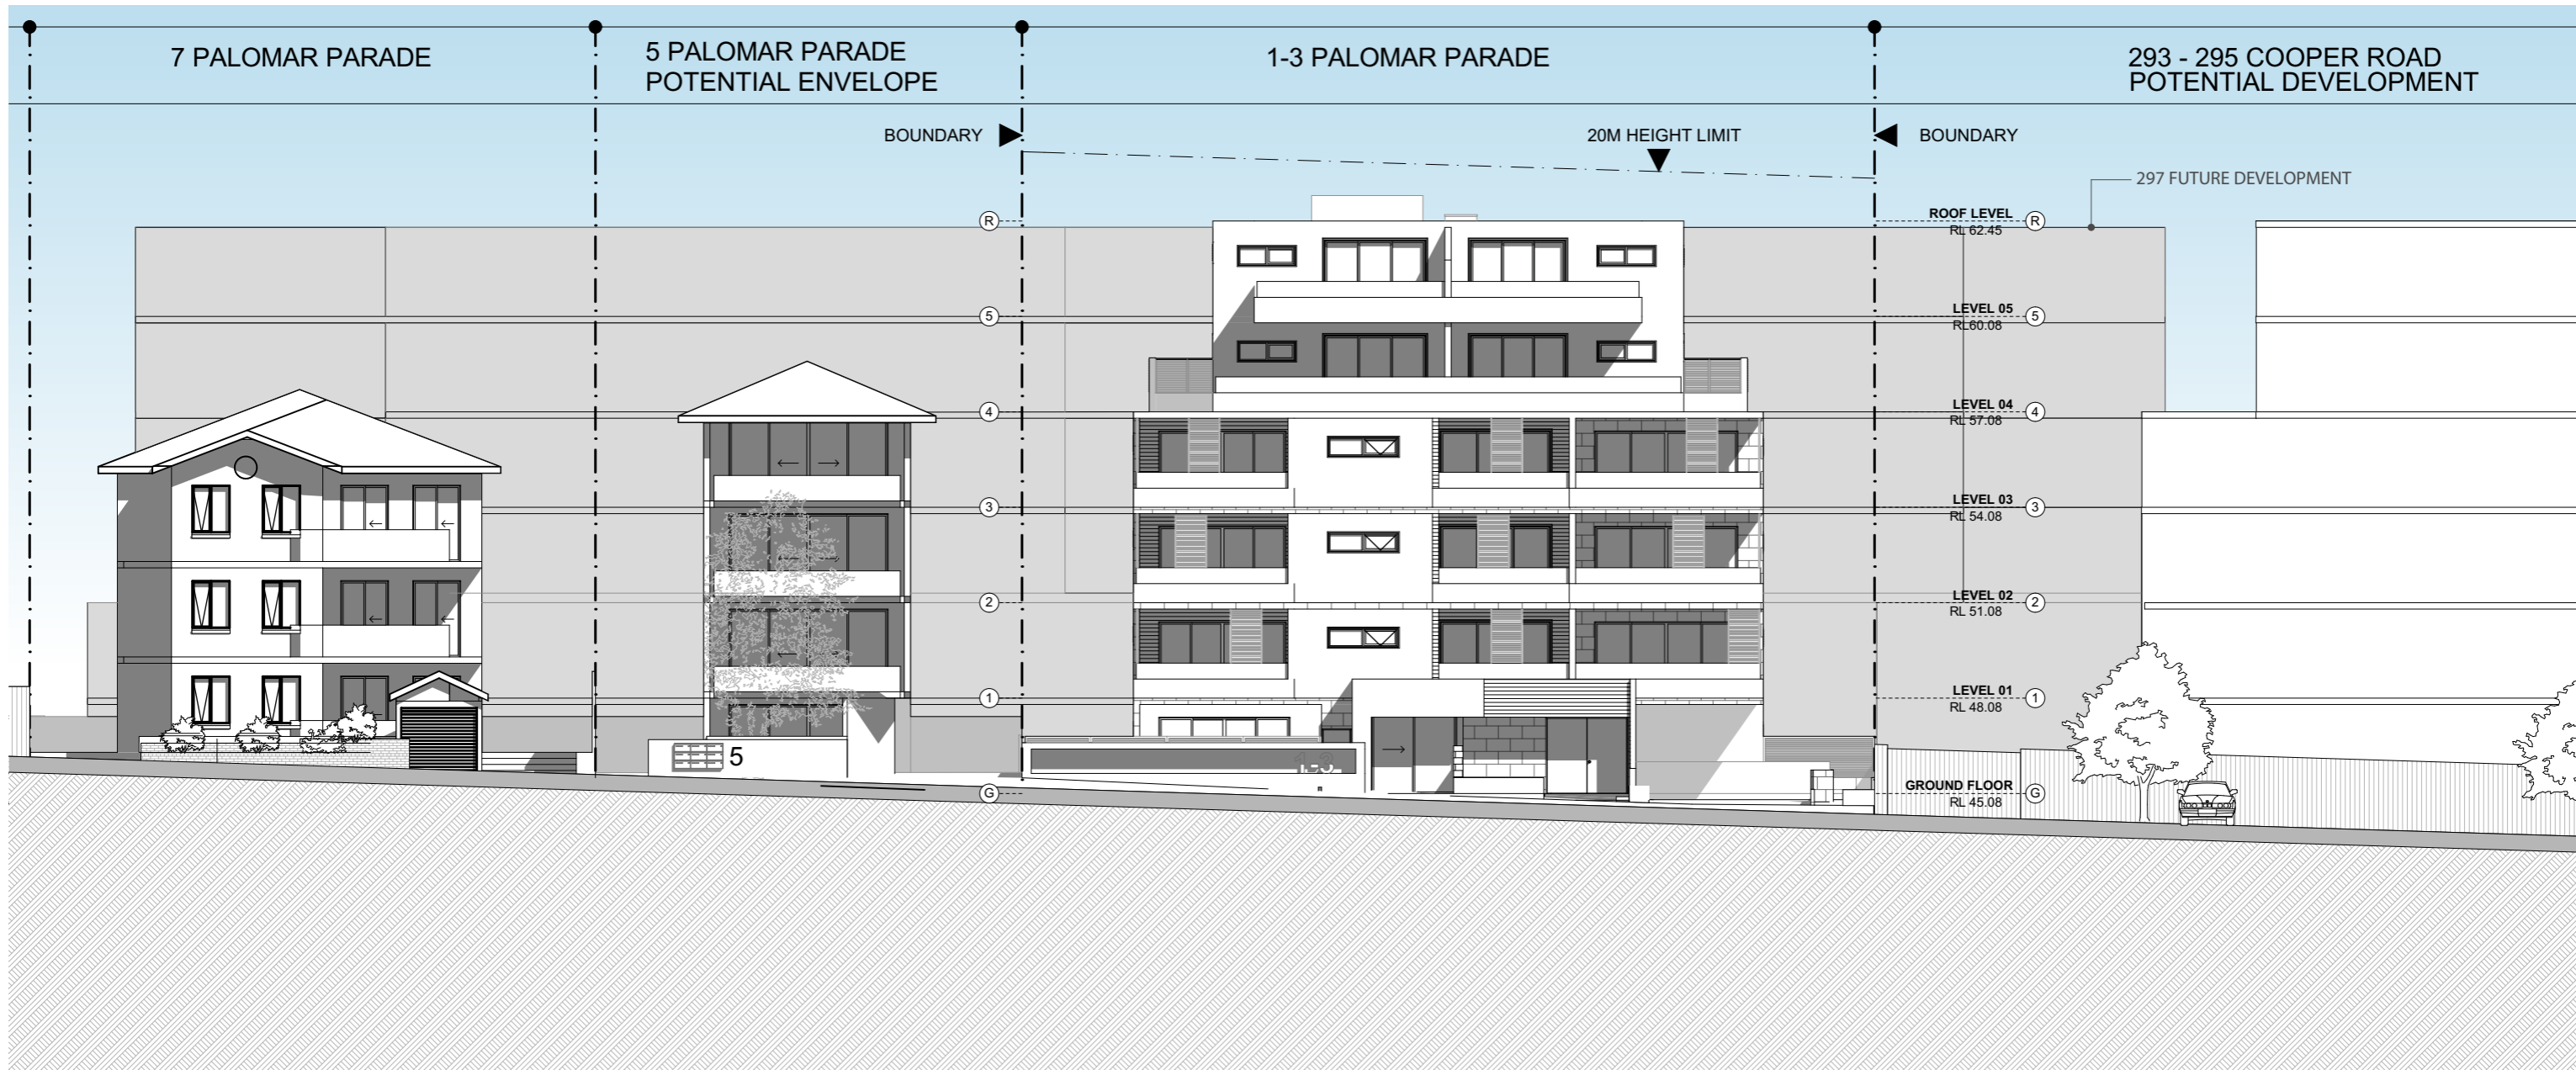 7 PALOMAR PARADE
5 PALOMAR PARADE
POTENTIAL ENVELOPE
1-3 PALOMAR PARADE
293 - 295 COOPER ROAD
POTENTIAL DEVELOPMENT
BOUNDARY
20M HEIGHT LIMIT
BOUNDARY
297 FUTURE DEVELOPMENT
R
ROOF LEVEL
RL 62.45
R
5
LEVEL 05
RL60.08
5
4
LEVEL 04
RL 57.08
4
3
LEVEL 03
RL 54.08
3
2
LEVEL 02
RL 51.08
2
1
LEVEL 01
RL 48.08
1
5
1-3
G
GROUND FLOOR
RL 45.08
G